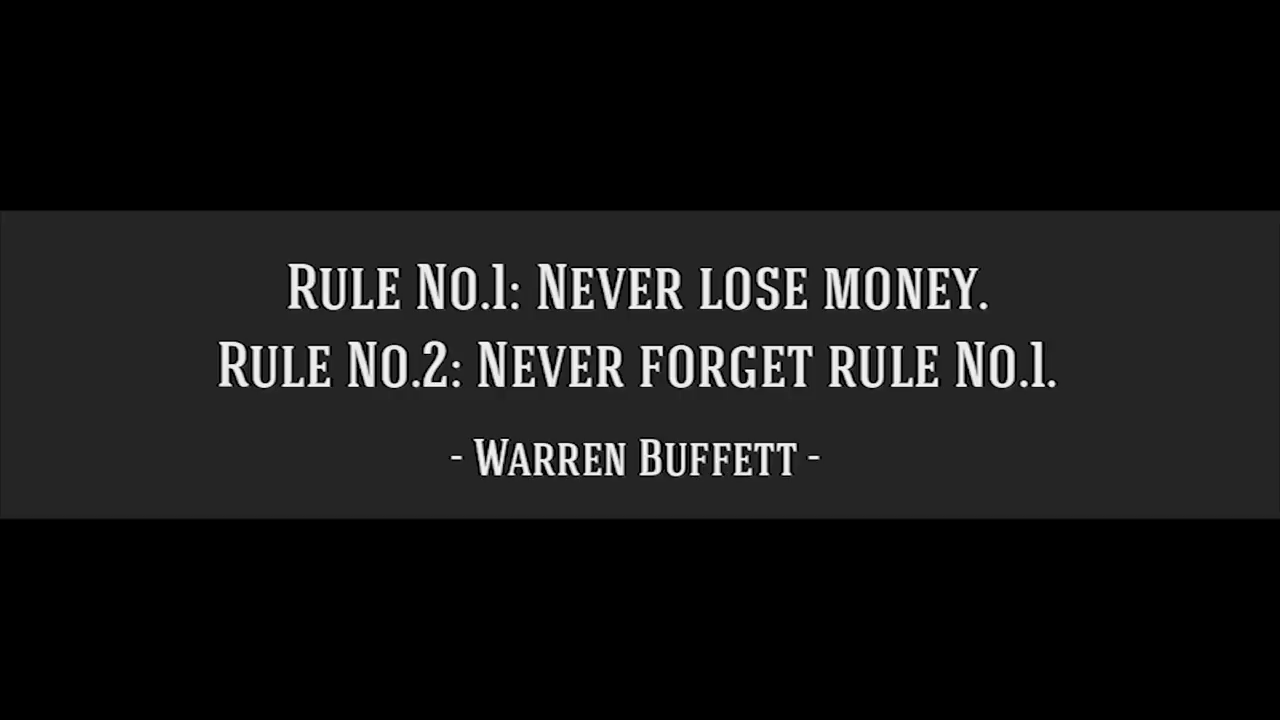 Rule No.1: Never lose money.
Rule No.2: Never forget rule No.1.
- Warren Buffett -